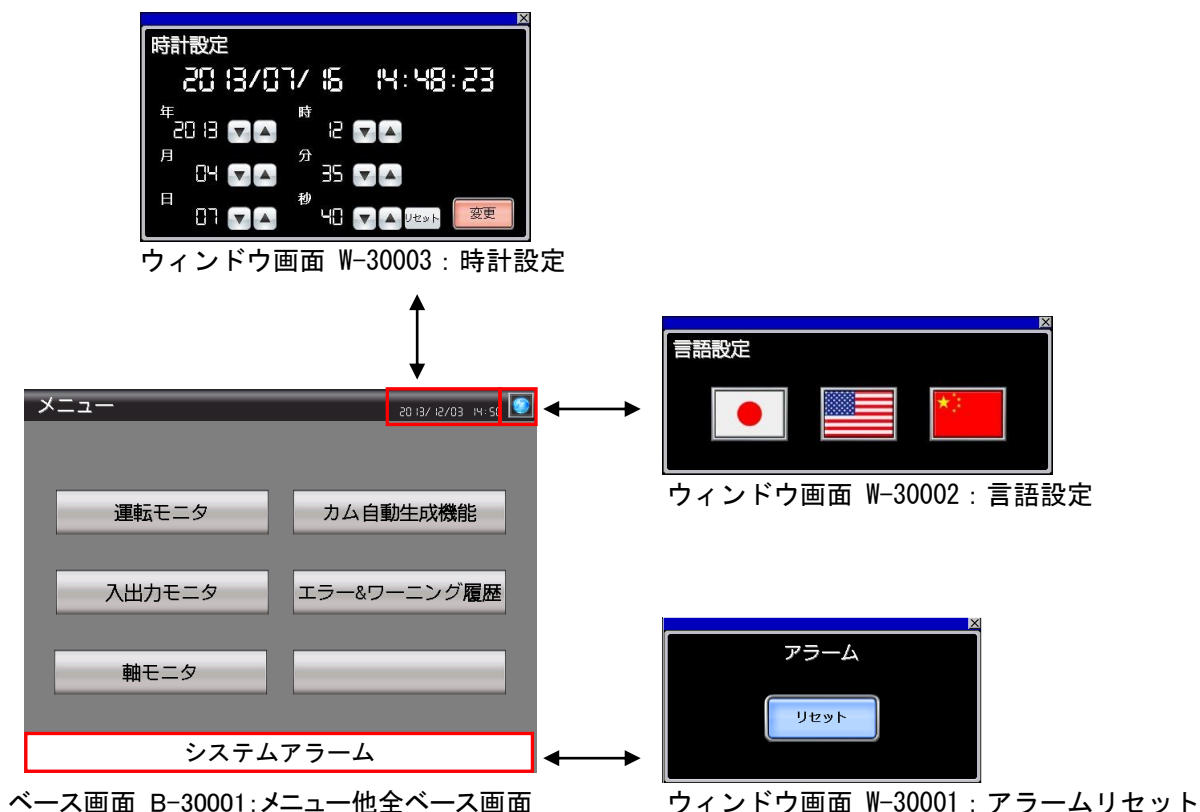 時計設定
2013/07/16 14:48:23
年 2013 時 12
月 04 分 35
日 07 秒 40 リセット 変更
ウィンドウ画面 W-30003：時計設定
言語設定
ウィンドウ画面 W-30002：言語設定
メニュー 2013/12/03 14:50
運転モニタ カム自動生成機能
入出力モニタ エラー&ワーニング履歴
軸モニタ
システムアラーム
ベース画面 B-30001:メニュー他全ベース画面
アラーム
リセット
ウィンドウ画面 W-30001：アラームリセット